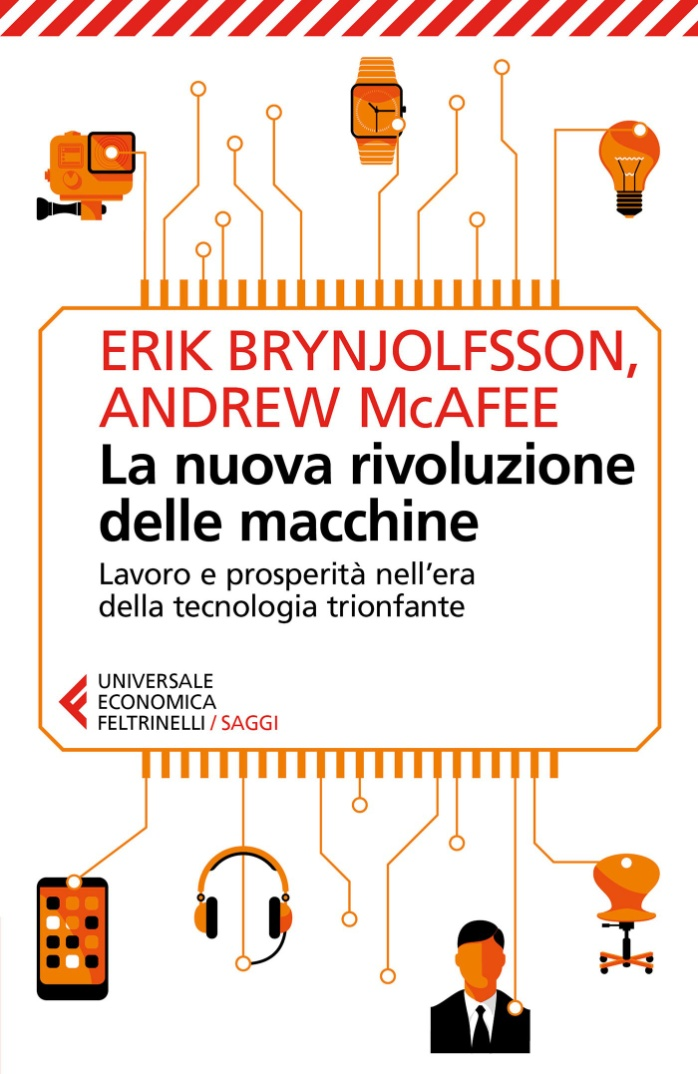 ERIK BRYNJOLFSSON,
ANDREW McAFEE
La nuova rivoluzione
delle macchine
Lavoro e prosperità nell'era
della tecnologia trionfante
UNIVERSALE
ECONOMICA
FELTRINELLI / SAGGI